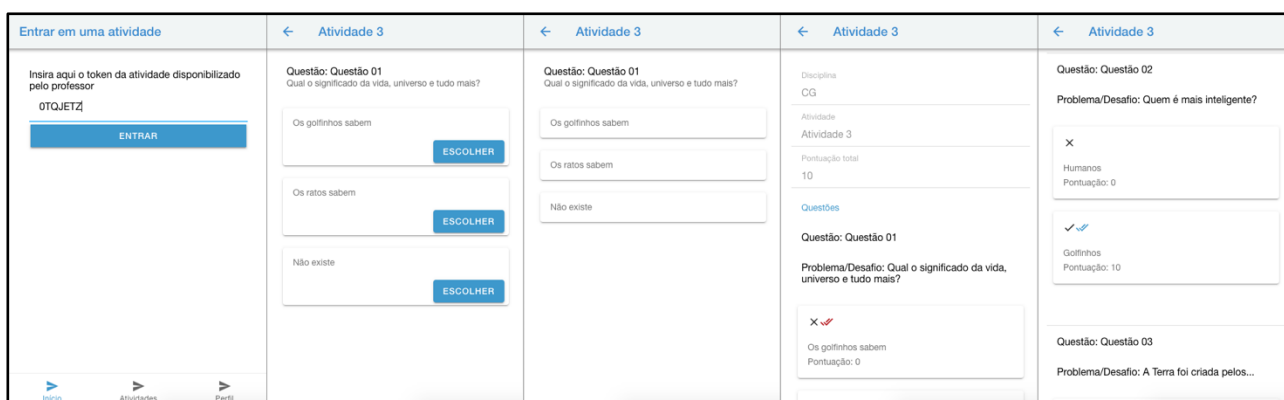 Entrar em uma atividade
Insira aqui o token da atividade disponibilizado
pelo professor
0TQJETZ
ENTRAR
Início
Atividades
Perfil
Atividade 3
Questão: Questão 01
Qual o significado da vida, universo e tudo mais?
Os golfinhos sabem
ESCOLHER
Os ratos sabem
ESCOLHER
Não existe
ESCOLHER
Atividade 3
Questão: Questão 01
Qual o significado da vida, universo e tudo mais?
Os golfinhos sabem
Os ratos sabem
Não existe
Atividade 3
Disciplina
CG
Atividade
Atividade 3
Pontuação total
10
Questões
Questão: Questão 01
Problema/Desafio: Qual o significado da vida,
universo e tudo mais?
Os golfinhos sabem
Pontuação: 0
Atividade 3
Questão: Questão 02
Problema/Desafio: Quem é mais inteligente?
Humanos
Pontuação: 0
Golfinhos
Pontuação: 10
Questão: Questão 03
Problema/Desafio: A Terra foi criada pelos...